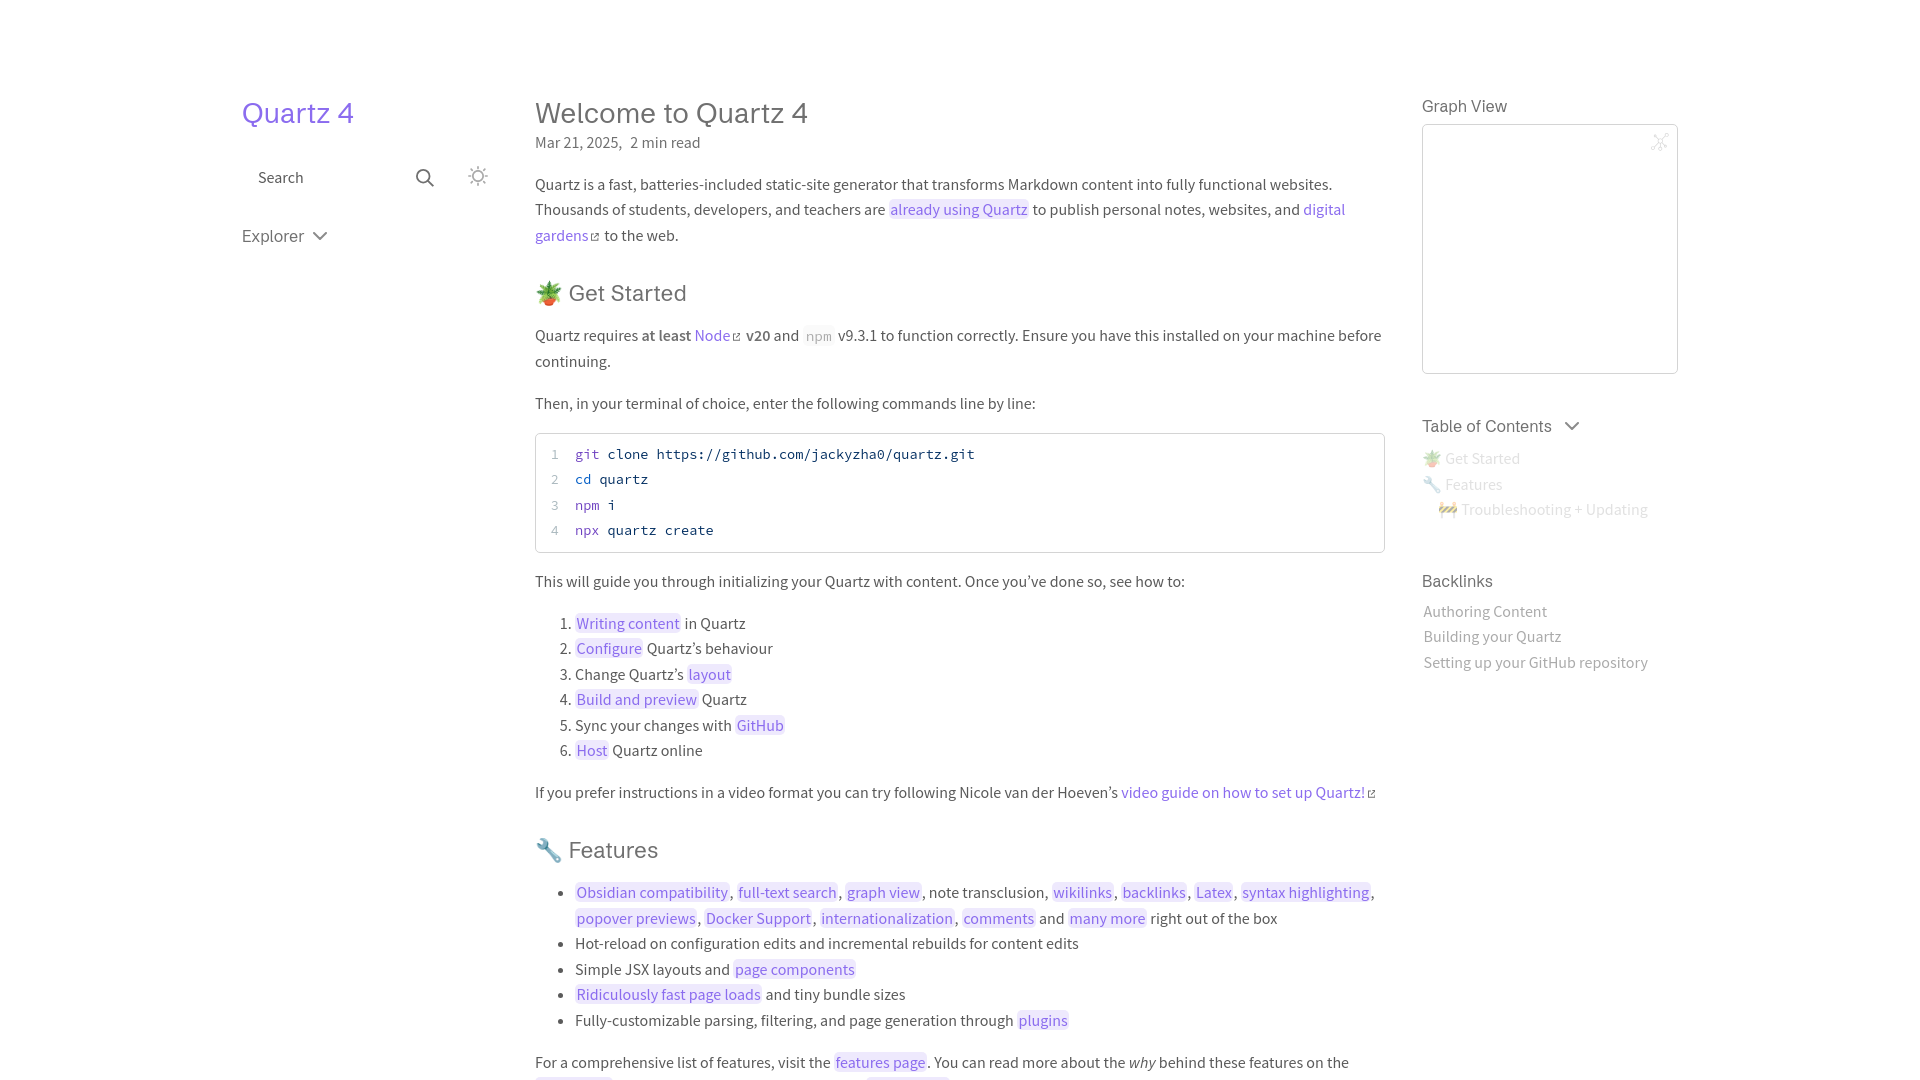 Quartz 4
Search
Explorer
Welcome to Quartz 4
Mar 21, 2025, 2 min read
Quartz is a fast, batteries-included static-site generator that transforms Markdown content into fully functional websites.
Thousands of students, developers, and teachers are already using Quartz to publish personal notes, websites, and digital
gardens to the web.
🪴 Get Started
Quartz requires at least Node v20 and npm v9.3.1 to function correctly. Ensure you have this installed on your machine before
continuing.
Then, in your terminal of choice, enter the following commands line by line:
1 git clone https://github.com/jackyzha0/quartz.git
2 cd quartz
3 npm i
4 npx quartz create
This will guide you through initializing your Quartz with content. Once you’ve done so, see how to:
1. Writing content in Quartz
2. Configure Quartz’s behaviour
3. Change Quartz’s layout
4. Build and preview Quartz
5. Sync your changes with GitHub
6. Host Quartz online
If you prefer instructions in a video format you can try following Nicole van der Hoeven’s video guide on how to set up Quartz!
🔧 Features
• Obsidian compatibility, full-text search, graph view, note transclusion, wikilinks, backlinks, Latex, syntax highlighting,
popover previews, Docker Support, internationalization, comments and many more right out of the box
• Hot-reload on configuration edits and incremental rebuilds for content edits
• Simple JSX layouts and page components
• Ridiculously fast page loads and tiny bundle sizes
• Fully-customizable parsing, filtering, and page generation through plugins
For a comprehensive list of features, visit the features page. You can read more about the why behind these features on the
Graph View
Table of Contents
🪴 Get Started
🔧 Features
🚧 Troubleshooting + Updating
Backlinks
Authoring Content
Building your Quartz
Setting up your GitHub repository